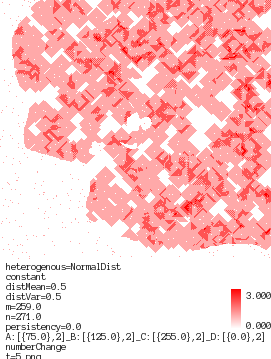 heterogenous=NormalDist
constant
distMean=0.5
distVar=0.5
m=259.0
n=271.0
persistency=0.0
A:[{75.0},2]_B:[{125.0},2]_C:[{255.0},2]_D:[{0.0},2]
numberChange
t=5.png
3.000
0.000